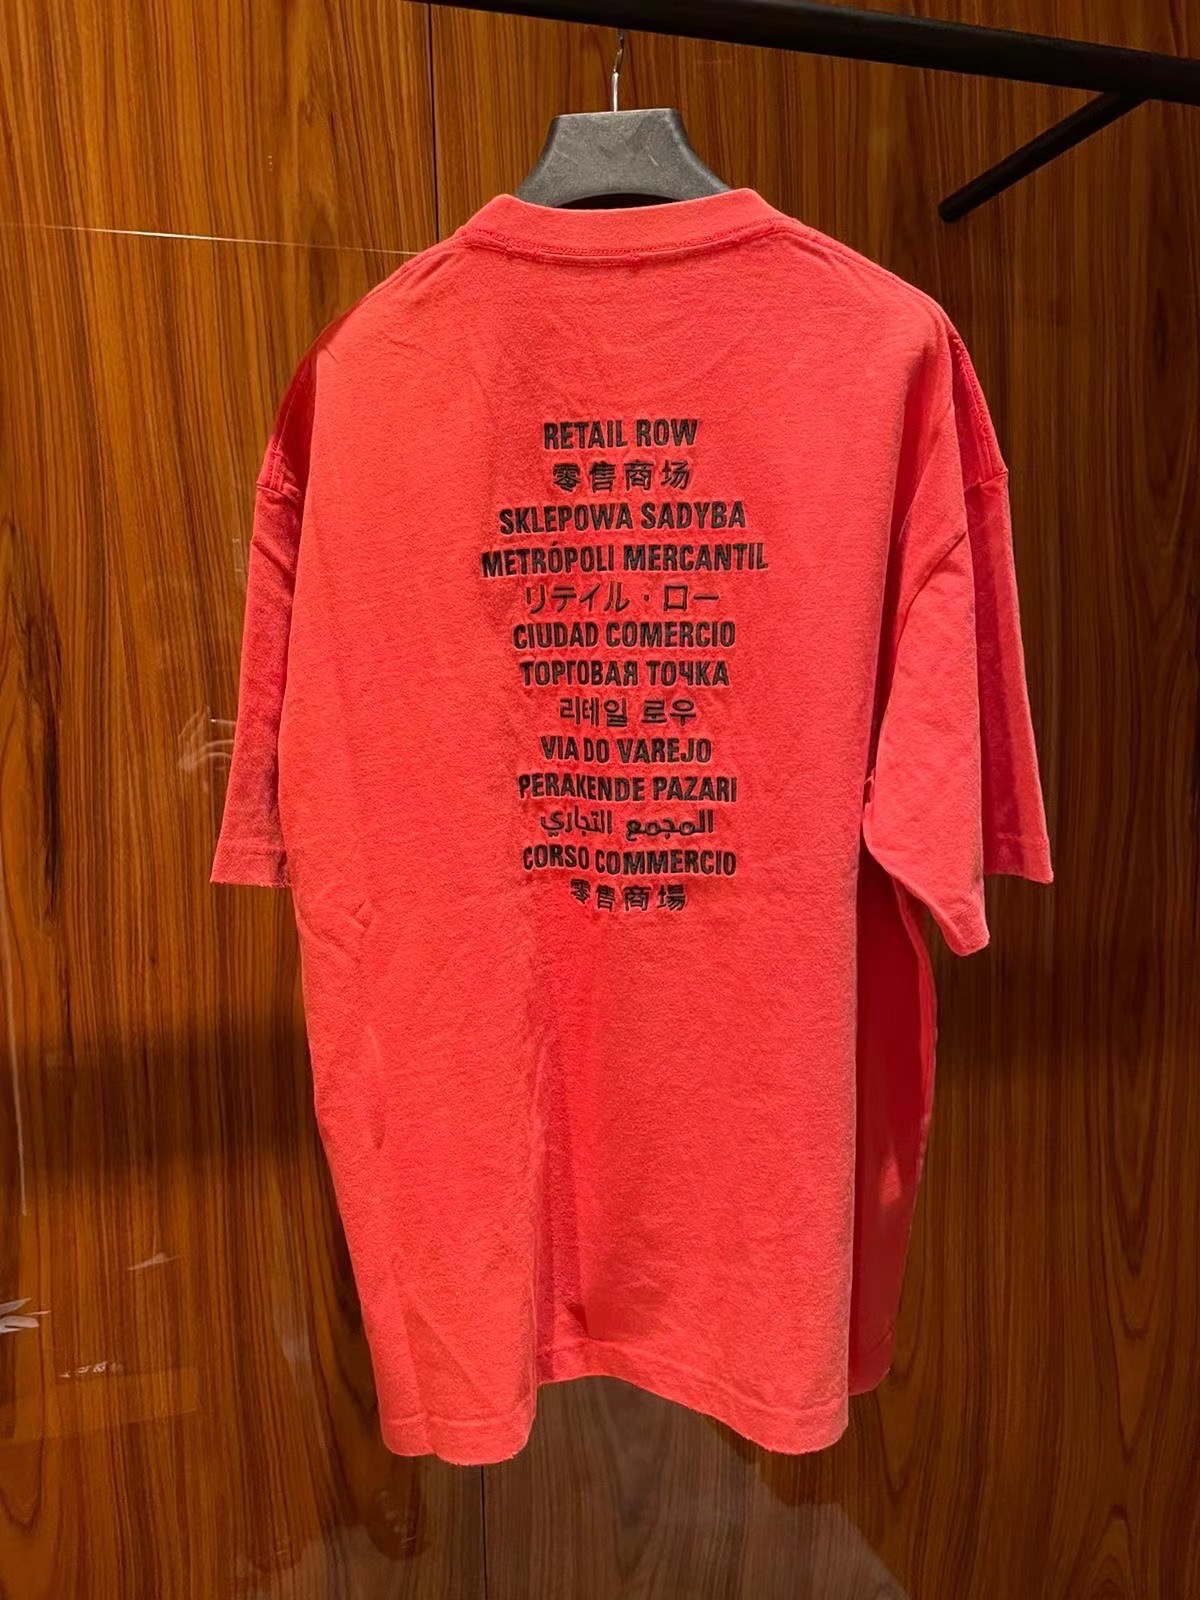 RETAIL ROW
零售商场
SKLEPOWA SADYBA
METRÓPOLI MERCANTIL
リテイル・ロー
CIUDAD COMERCIO
ТОРГОВАЯ ТОЧКА
리테일 로우
VIA DO VAREJO
PERAKENDE PAZARI
المجمع التجاري
CORSO COMMERCIO
零售商場